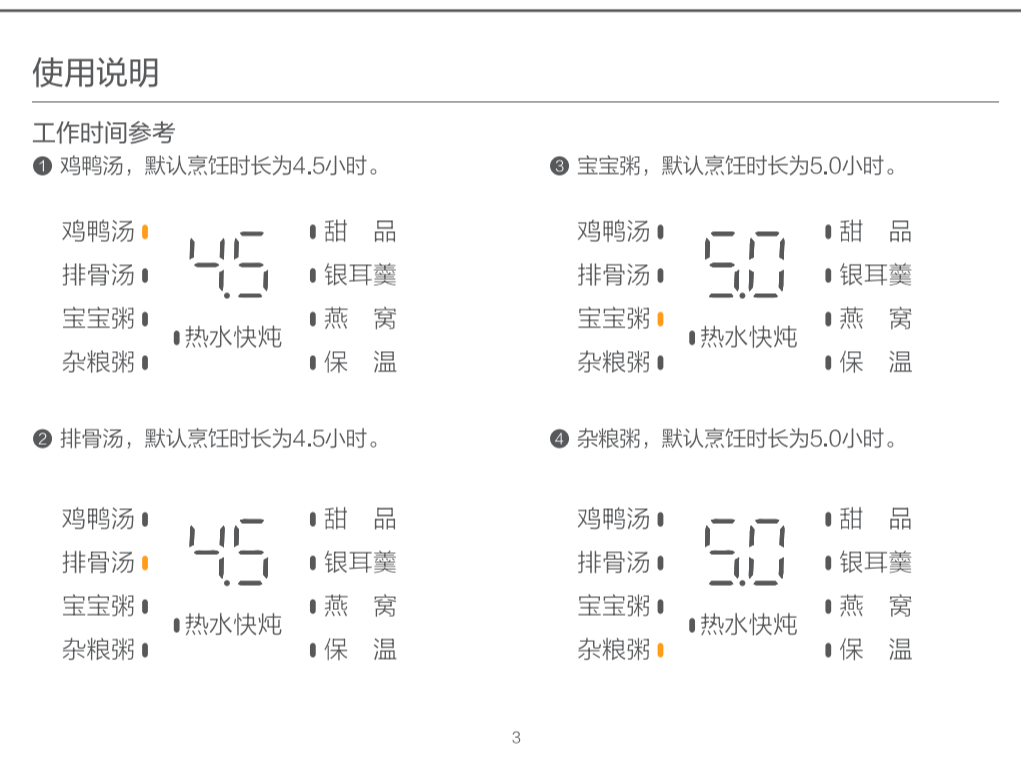 使用说明
工作时间参考
❶ 鸡鸭汤，默认烹饪时长为4.5小时。
鸡鸭汤
排骨汤
宝宝粥
杂粮粥
4.5
热水快炖
甜 品
银耳羹
燕 窝
保 温
❷ 排骨汤，默认烹饪时长为4.5小时。
鸡鸭汤
排骨汤
宝宝粥
杂粮粥
4.5
热水快炖
甜 品
银耳羹
燕 窝
保 温
❸ 宝宝粥，默认烹饪时长为5.0小时。
鸡鸭汤
排骨汤
宝宝粥
杂粮粥
5.0
热水快炖
甜 品
银耳羹
燕 窝
保 温
❹ 杂粮粥，默认烹饪时长为5.0小时。
鸡鸭汤
排骨汤
宝宝粥
杂粮粥
5.0
热水快炖
甜 品
银耳羹
燕 窝
保 温
3